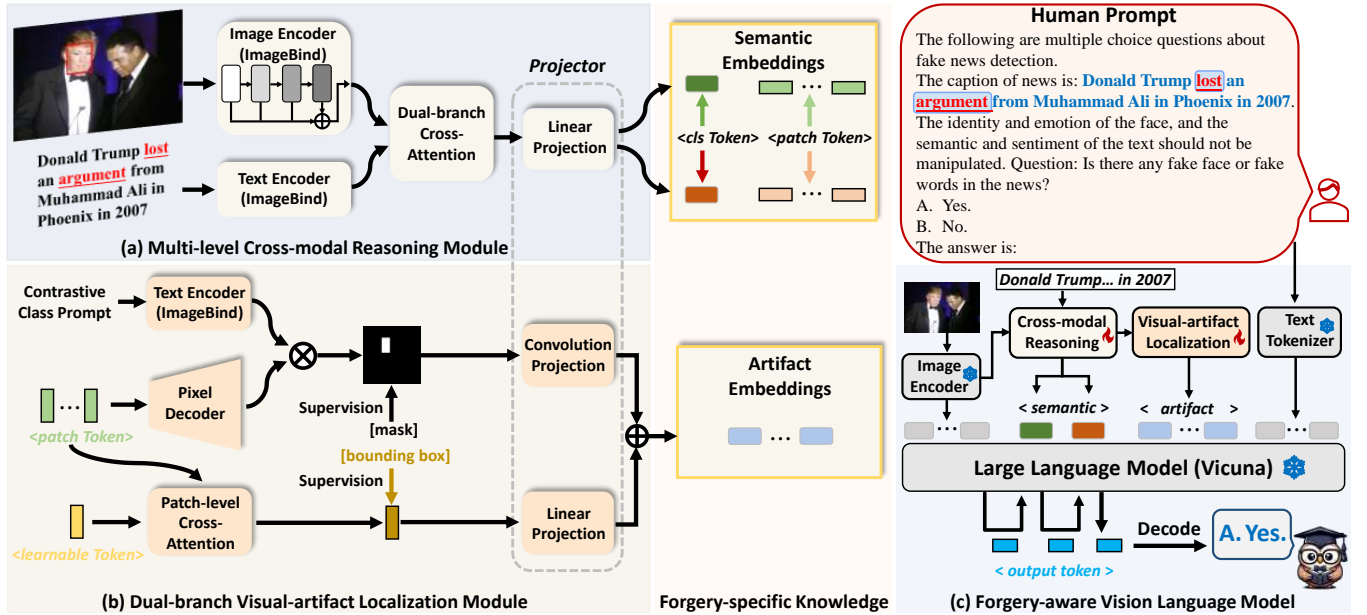 Image Encoder
(ImageBind)
Donald Trump lost
an argument from
Muhammad Ali in
Phoenix in 2007
Text Encoder
(ImageBind)
Dual-branch
Cross-
Attention
Projector
Linear
Projection
(a) Multi-level Cross-modal Reasoning Module
Semantic
Embeddings
<cls Token>
<patch Token>
Contrastive
Class Prompt
Text Encoder
(ImageBind)
Pixel
Decoder
<patch Token>
Supervision
[mask]
[bounding box]
Supervision
Patch-level
Cross-
Attention
<learnable Token>
Convolution
Projection
Linear
Projection
(b) Dual-branch Visual-artifact Localization Module
Artifact
Embeddings
Forgery-specific Knowledge
Human Prompt
The following are multiple choice questions about
fake news detection.
The caption of news is: Donald Trump lost an
argument from Muhammad Ali in Phoenix in 2007.
The identity and emotion of the face, and the
semantic and sentiment of the text should not be
manipulated. Question: Is there any fake face or fake
words in the news?
A. Yes.
B. No.
The answer is:
Donald Trump... in 2007
Image
Encoder
Cross-modal
Reasoning
Visual-artifact
Localization
Text
Tokenizer
< semantic >
< artifact >
Large Language Model (Vicuna)
Decode
A. Yes.
< output token >
(c) Forgery-aware Vision Language Model